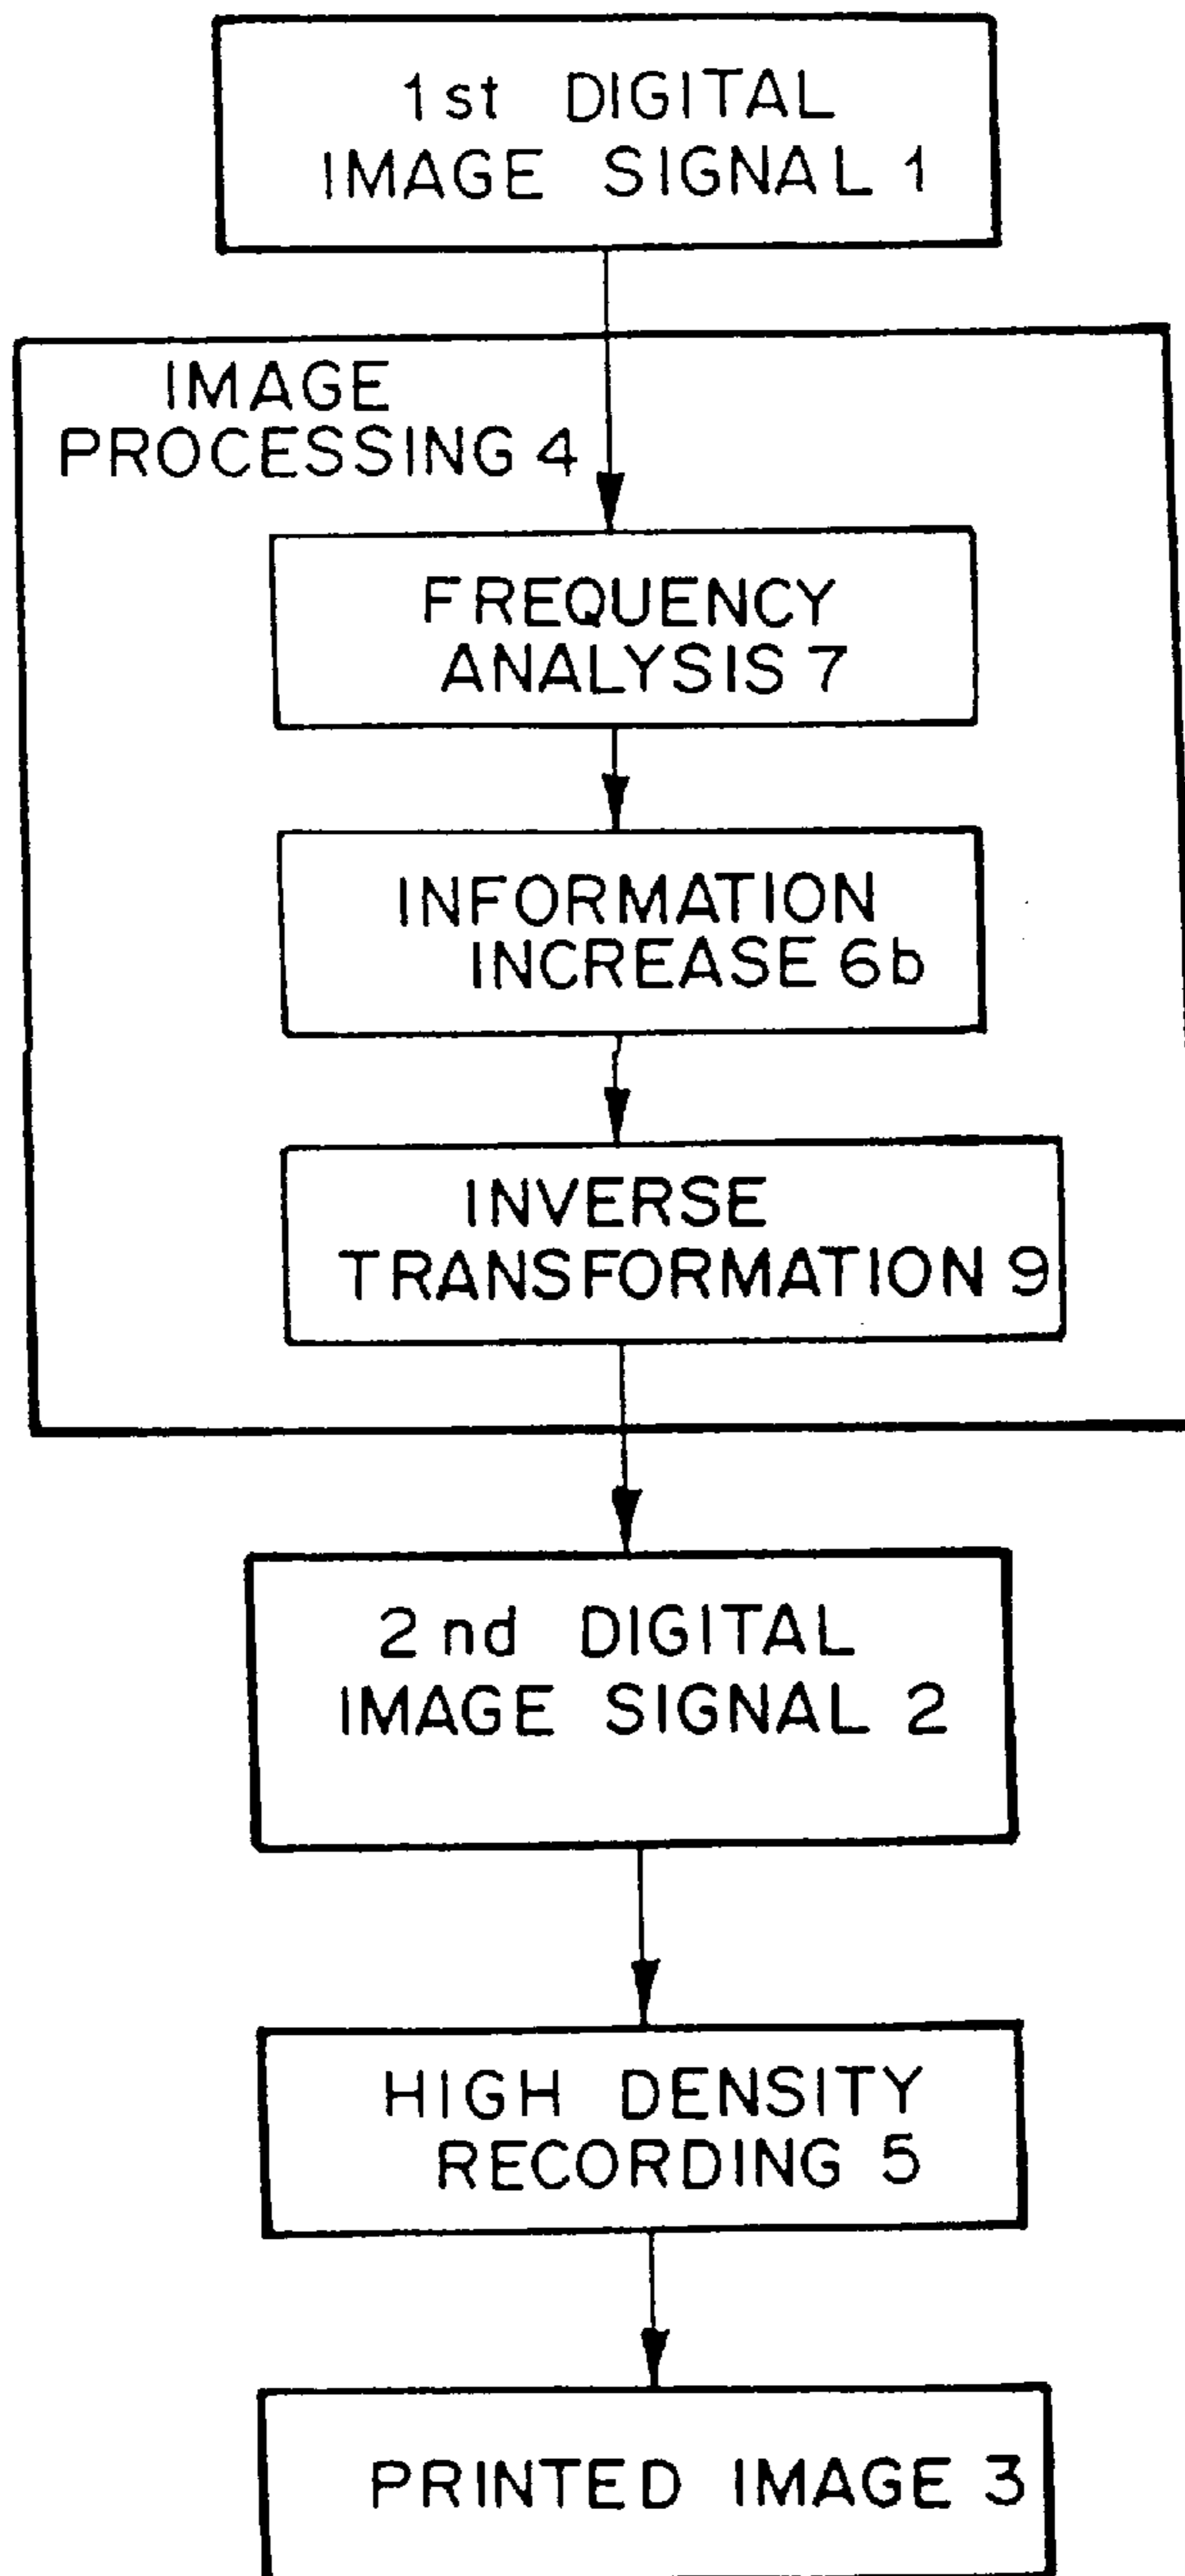 1st DIGITAL
IMAGE SIGNAL 1
IMAGE
PROCESSING 4
FREQUENCY
ANALYSIS 7
INFORMATION
INCREASE 6b
INVERSE
TRANSFORMATION 9
2nd DIGITAL
IMAGE SIGNAL 2
HIGH DENSITY
RECORDING 5
PRINTED IMAGE 3